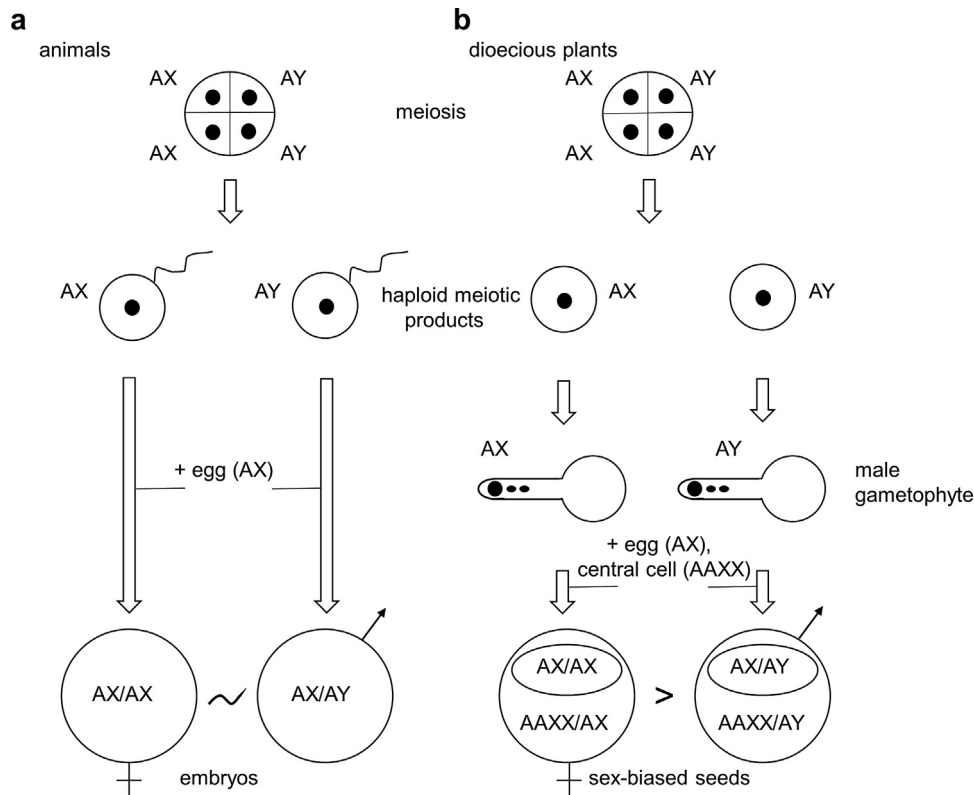 a
animals
AX
AY
AX
AY
meiosis
b
dioecious plants
AX
AY
AX
AY
AX
AY
haploid meiotic
products
AX
AY
+ egg (AX)
AX
AY
male
gametophyte
+ egg (AX),
central cell (AAXX)
AX/AX
~
AX/AY
embryos
AX/AX
AAXX/AX
>
AX/AY
AAXX/AY
sex-biased seeds